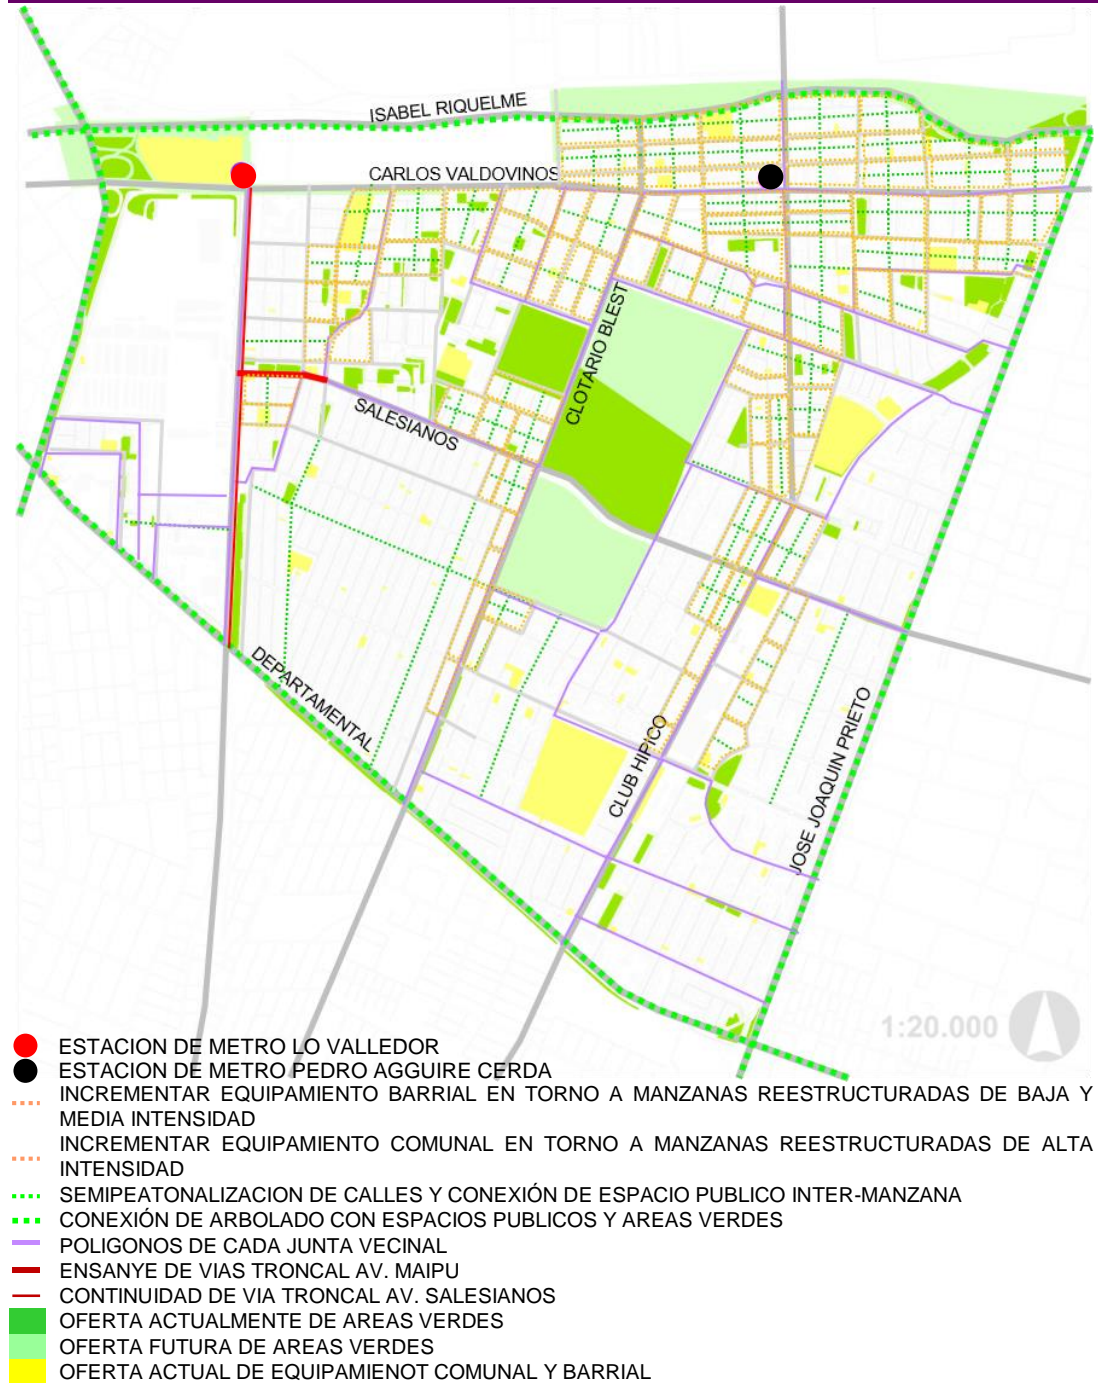 ISABEL RIQUELME
CARLOS VALDOVINOS
CLOTARIO BLEST
SALESIANOS
DEPARTAMENTAL
CLUB HIPICO
JOSE JOAQUIN PRIETO
1:20.000
ESTACION DE METRO LO VALLEDOR
ESTACION DE METRO PEDRO AGGUIRE CERDA
INCREMENTAR EQUIPAMIENTO BARRIAL EN TORNO A MANZANAS REESTRUCTURADAS DE BAJA Y
MEDIA INTENSIDAD
INCREMENTAR EQUIPAMIENTO COMUNAL EN TORNO A MANZANAS REESTRUCTURADAS DE ALTA
INTENSIDAD
SEMIPEATONALIZACION DE CALLES Y CONEXIÓN DE ESPACIO PUBLICO INTER-MANZANA
CONEXIÓN DE ARBOLADO CON ESPACIOS PUBLICOS Y AREAS VERDES
POLIGONOS DE CADA JUNTA VECINAL
ENSANYE DE VIAS TRONCAL AV. MAIPU
CONTINUIDAD DE VIA TRONCAL AV. SALESIANOS
OFERTA ACTUALMENTE DE AREAS VERDES
OFERTA FUTURA DE AREAS VERDES
OFERTA ACTUAL DE EQUIPAMIENOT COMUNAL Y BARRIAL